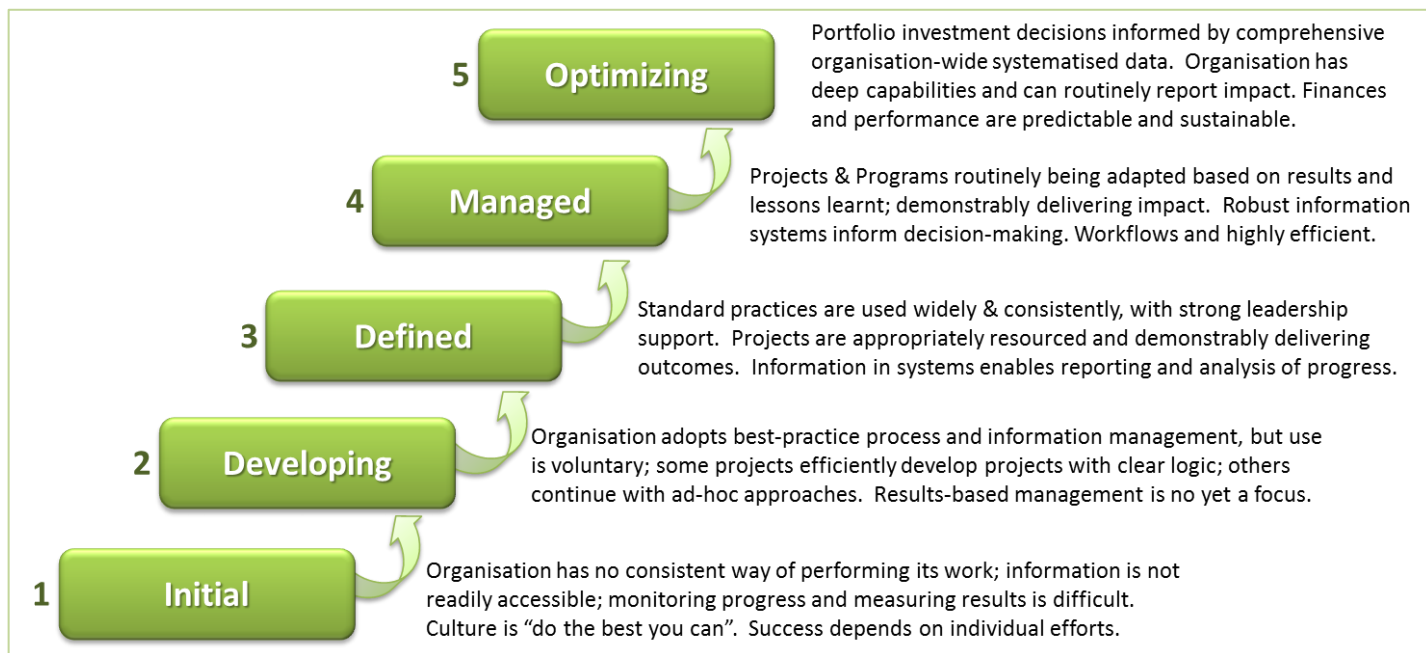 5
Optimizing
Portfolio investment decisions informed by comprehensive
organisation-wide systematised data.  Organisation has
deep capabilities and can routinely report impact. Finances
and performance are predictable and sustainable.
4
Managed
Projects & Programs routinely being adapted based on results and
lessons learnt; demonstrably delivering impact.  Robust information
systems inform decision-making. Workflows and highly efficient.
3
Defined
Standard practices are used widely & consistently, with strong leadership
support.  Projects are appropriately resourced and demonstrably delivering
outcomes.  Information in systems enables reporting and analysis of progress.
2
Developing
Organisation adopts best-practice process and information management, but use
is voluntary; some projects efficiently develop projects with clear logic; others
continue with ad-hoc approaches.  Results-based management is no yet a focus.
1
Initial
Organisation has no consistent way of performing its work; information is not
readily accessible; monitoring progress and measuring results is difficult.
Culture is “do the best you can”.  Success depends on individual efforts.